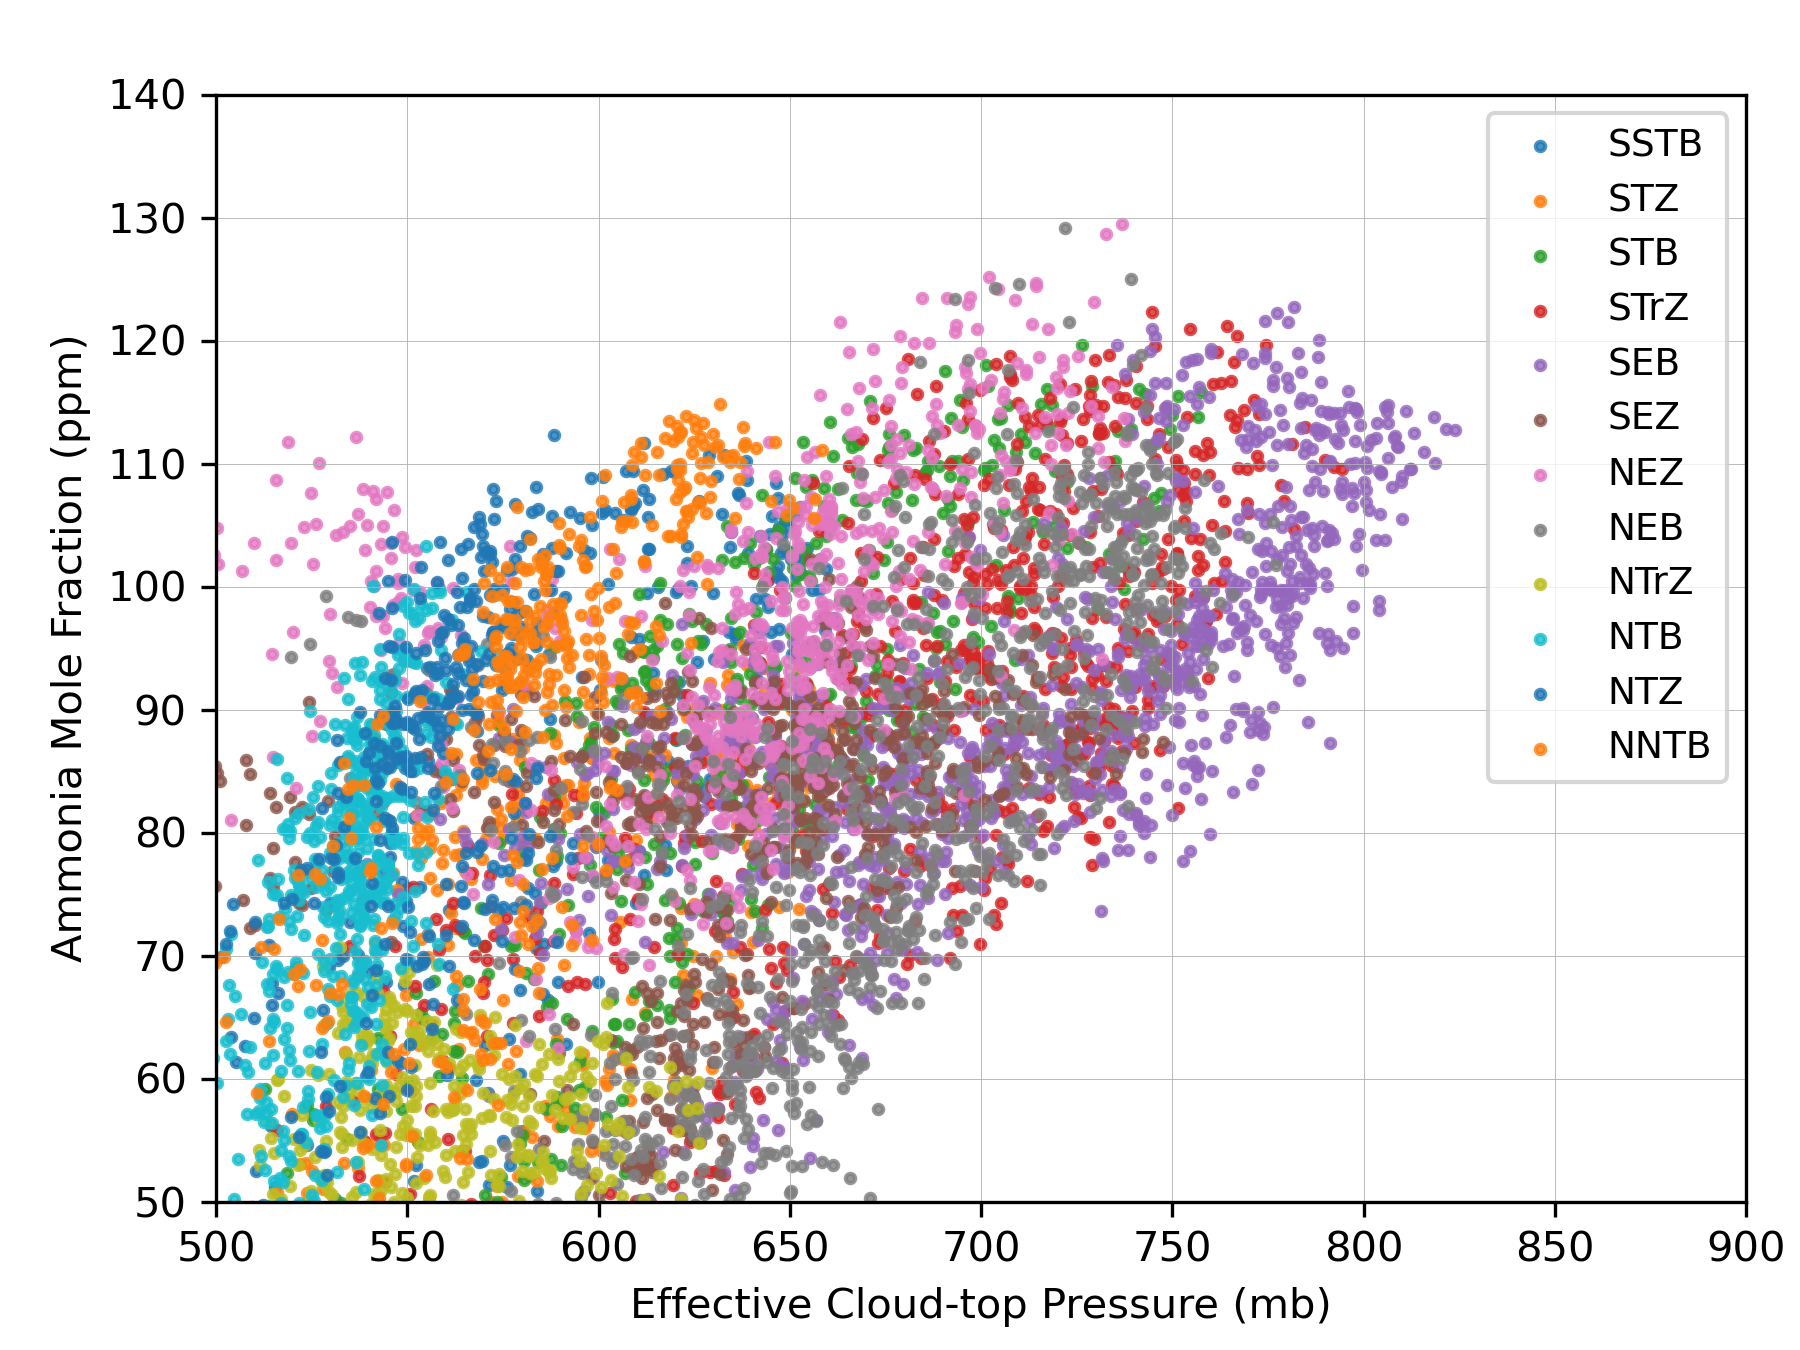 140
130
120
110
100
90
80
70
60
50
Ammonia Mole Fraction (ppm)
500 550 600 650 700 750 800 850 900
Effective Cloud-top Pressure (mb)
SSTB
STZ
STB
STrZ
SEB
SEZ
NEZ
NEB
NTrZ
NTB
NTZ
NNTB